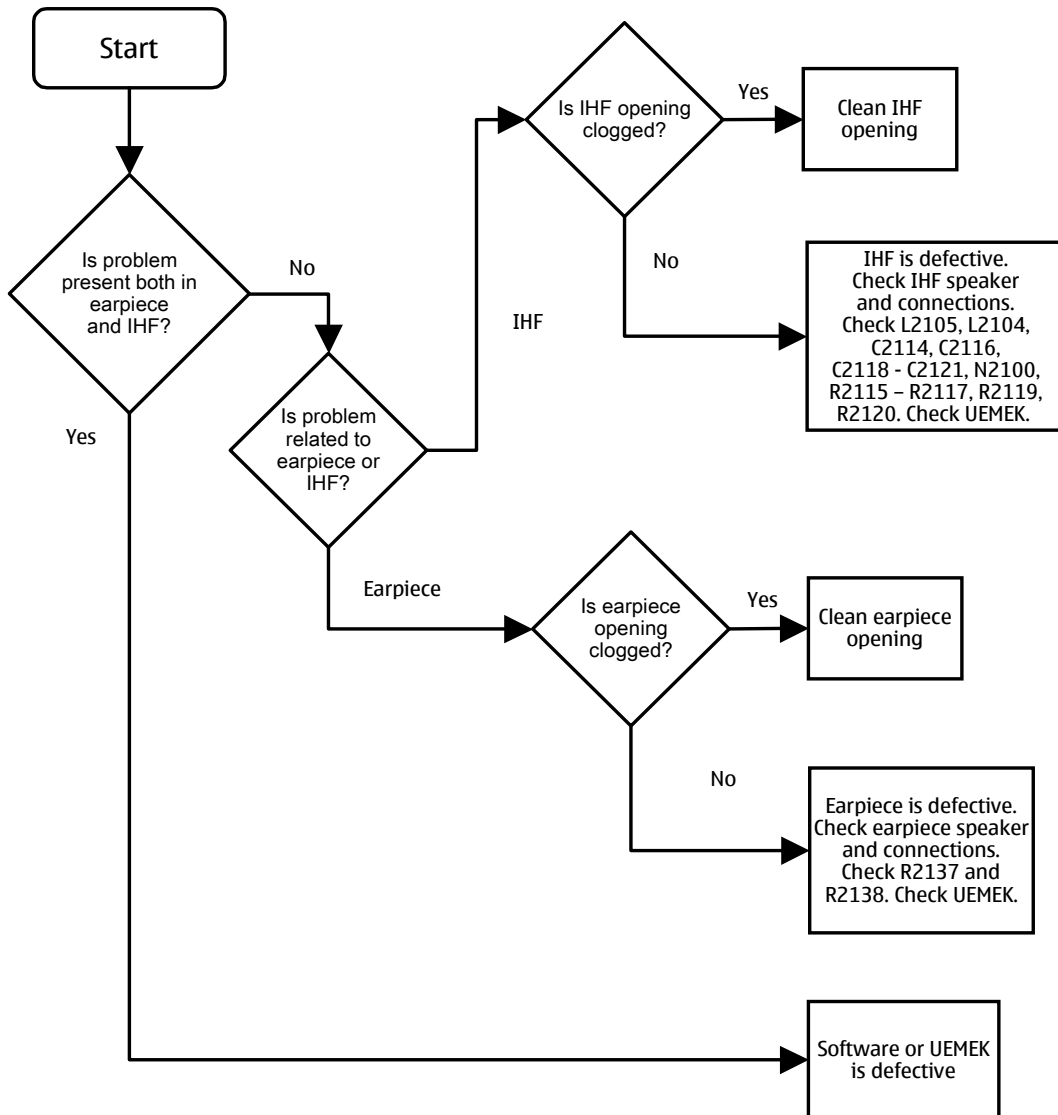 Start
Is problem
present both in
earpiece
and IHF?
No
Yes
Is problem
related to
earpiece or
IHF?
IHF
Is IHF opening
clogged?
Yes
Clean IHF
opening
No
IHF is defective.
Check IHF speaker
and connections.
Check L2105, L2104,
C2114, C2116,
C2118 - C2121, N2100,
R2115 – R2117, R2119,
R2120. Check UEMEK.
Earpiece
Is earpiece
opening
clogged?
Yes
Clean earpiece
opening
No
Earpiece is defective.
Check earpiece speaker
and connections.
Check R2137 and
R2138. Check UEMEK.
Software or UEMEK
is defective